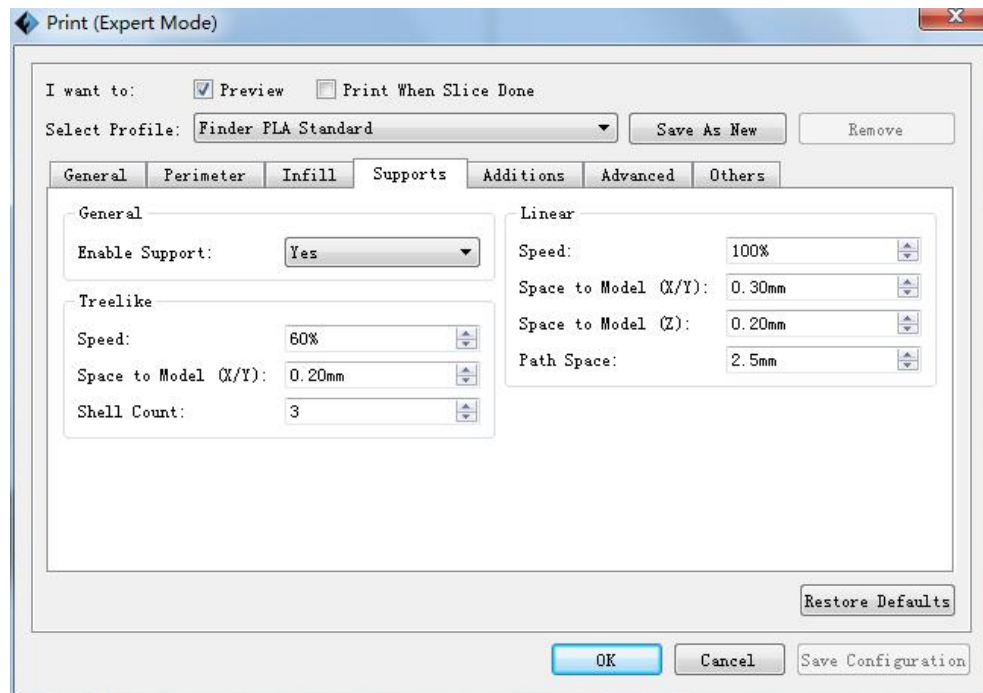 Print (Expert Mode)
I want to: Preview Print When Slice Done
Select Profile: Finder PLA Standard Save As New Remove
General Perimeter Infill Supports Additions Advanced Others
General
Enable Support: Yes
Treelike
Speed: 60%
Space to Model (X/Y): 0.20mm
Shell Count: 3
Linear
Speed: 100%
Space to Model (X/Y): 0.30mm
Space to Model (Z): 0.20mm
Path Space: 2.5mm
Restore Defaults
OK Cancel Save Configuration